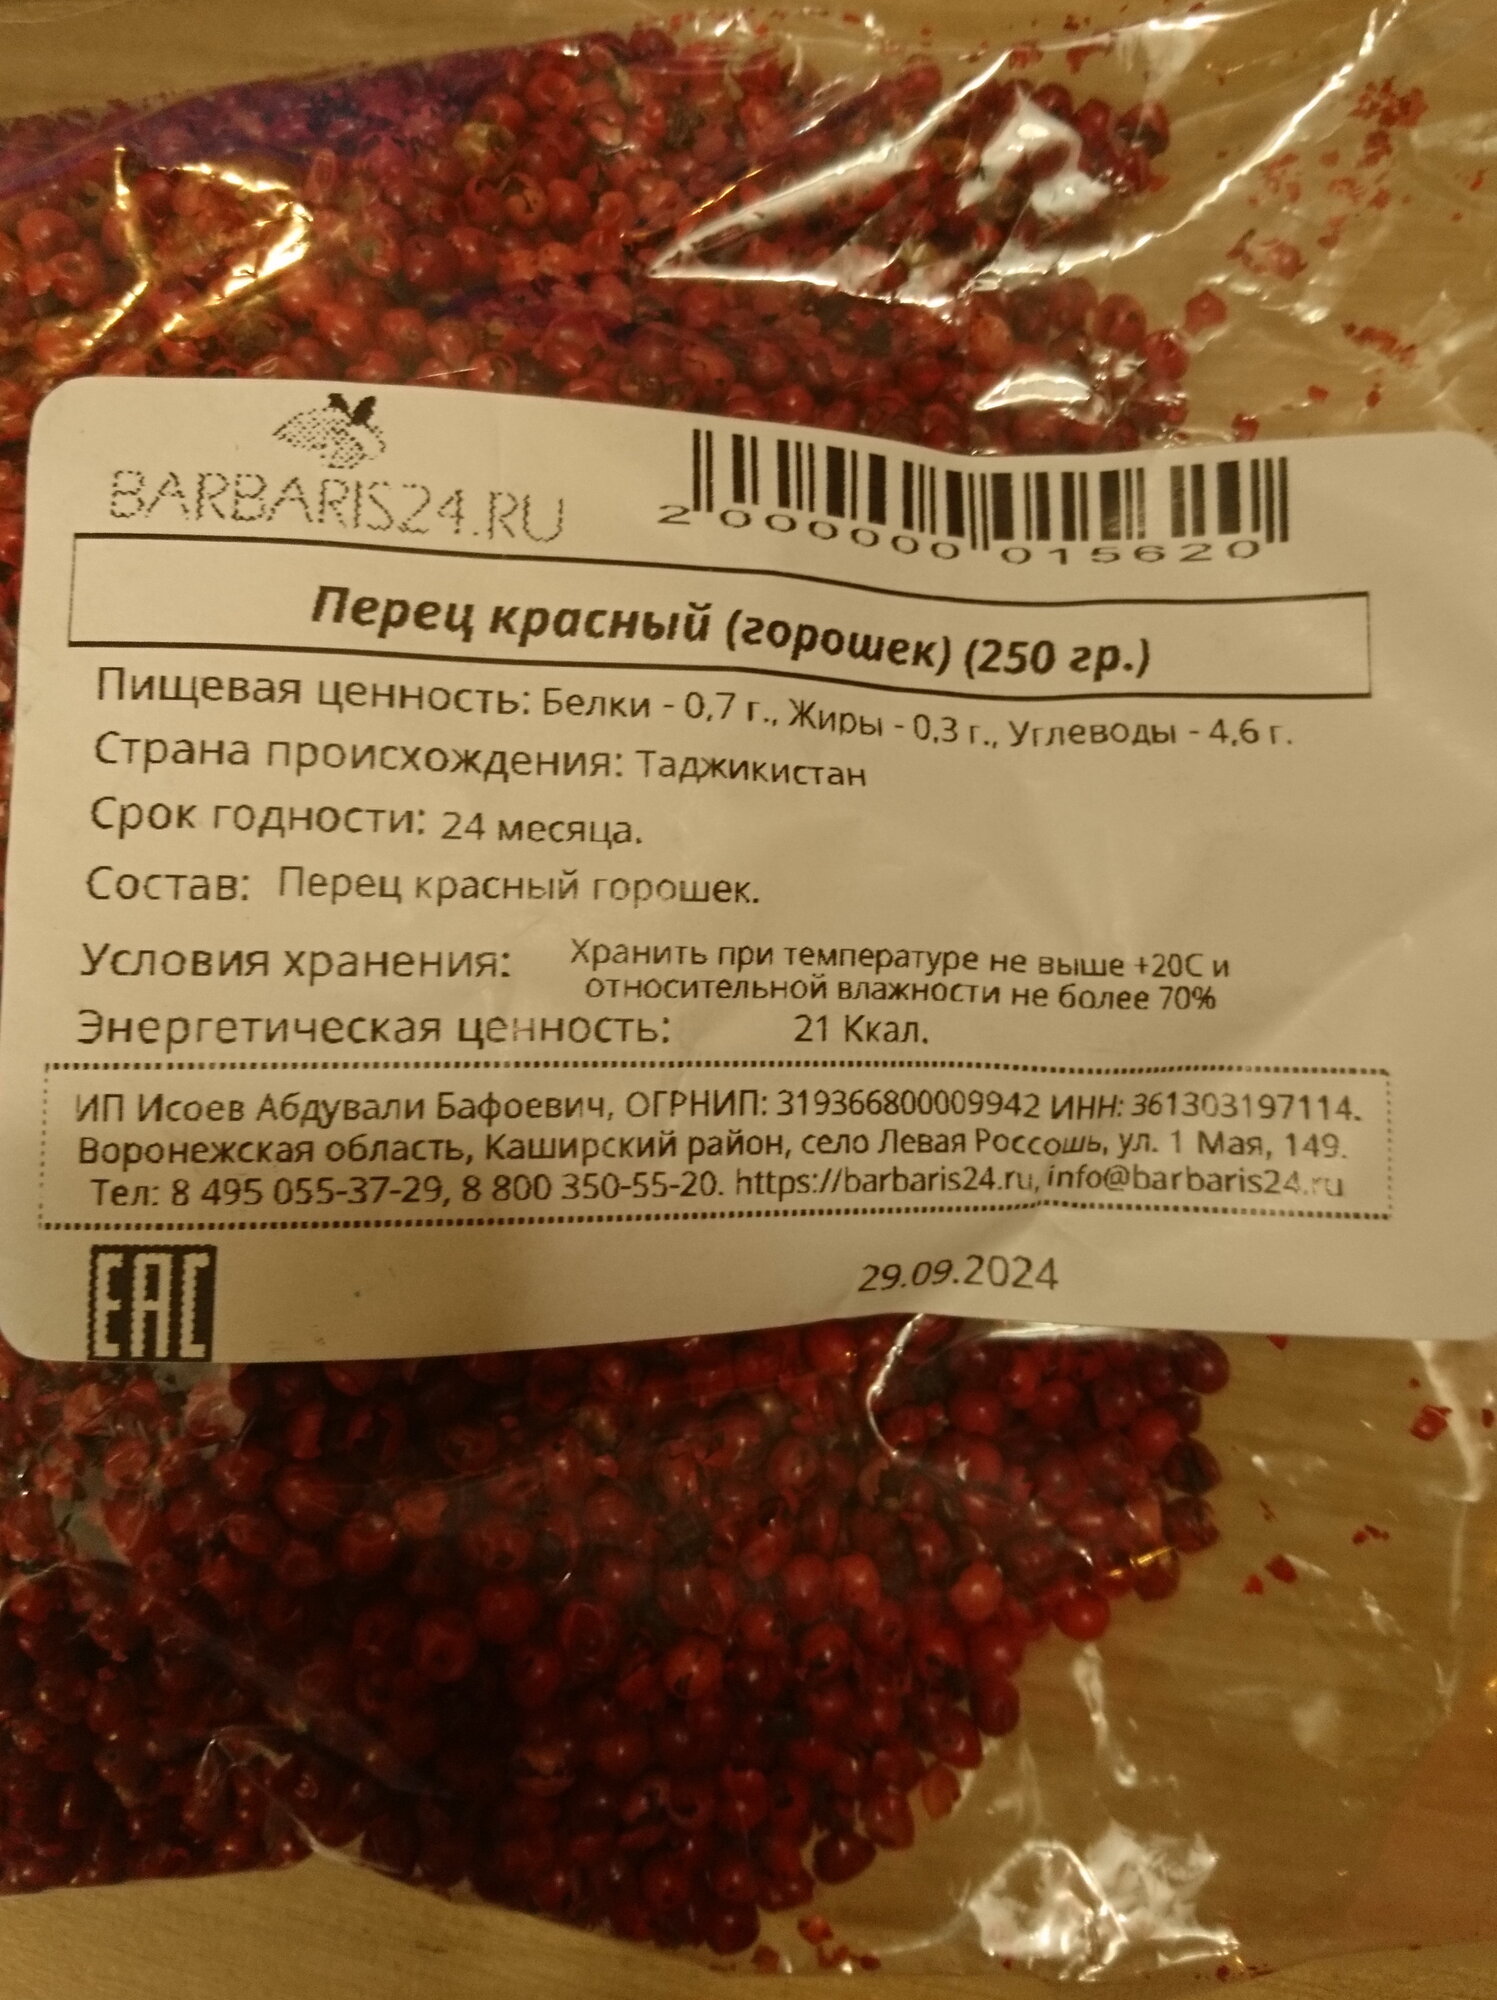 BARBARIS24.RU
2 000000 015620
Перец красный (горошек) (250 гр.)
Пищевая ценность: Белки - 0,7 г., Жиры - 0,3 г., Углеводы - 4,6 г.
Страна происхождения: Таджикистан
Срок годности: 24 месяца.
Состав: Перец красный горошек.
Условия хранения: Хранить при температуре не выше +20С и
относительной влажности не более 70%
Энергетическая ценность: 21 Ккал.
ИП Исоев Абдували Бафоевич, ОГРНИП: 319366800009942 ИНН: 361303197114.
Воронежская область, Каширский район, село Левая Россошь, ул. 1 Мая, 149.
Тел: 8 495 055-37-29, 8 800 350-55-20. https://barbaris24.ru, info@barbaris24.ru
EAC
29.09.2024